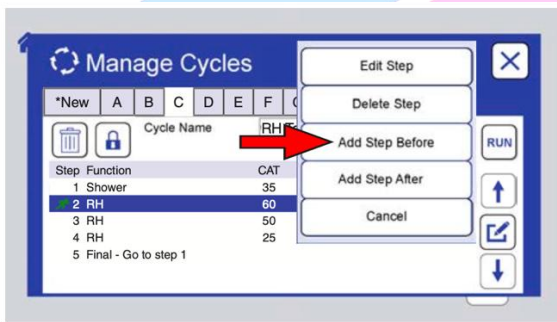 Manage Cycles
*New A B C D E F
Cycle Name RH
Step Function CAT
1 Shower 35
2 RH 60
3 RH 50
4 RH 25
5 Final - Go to step 1
Edit Step
Delete Step
Add Step Before
Add Step After
Cancel
RUN